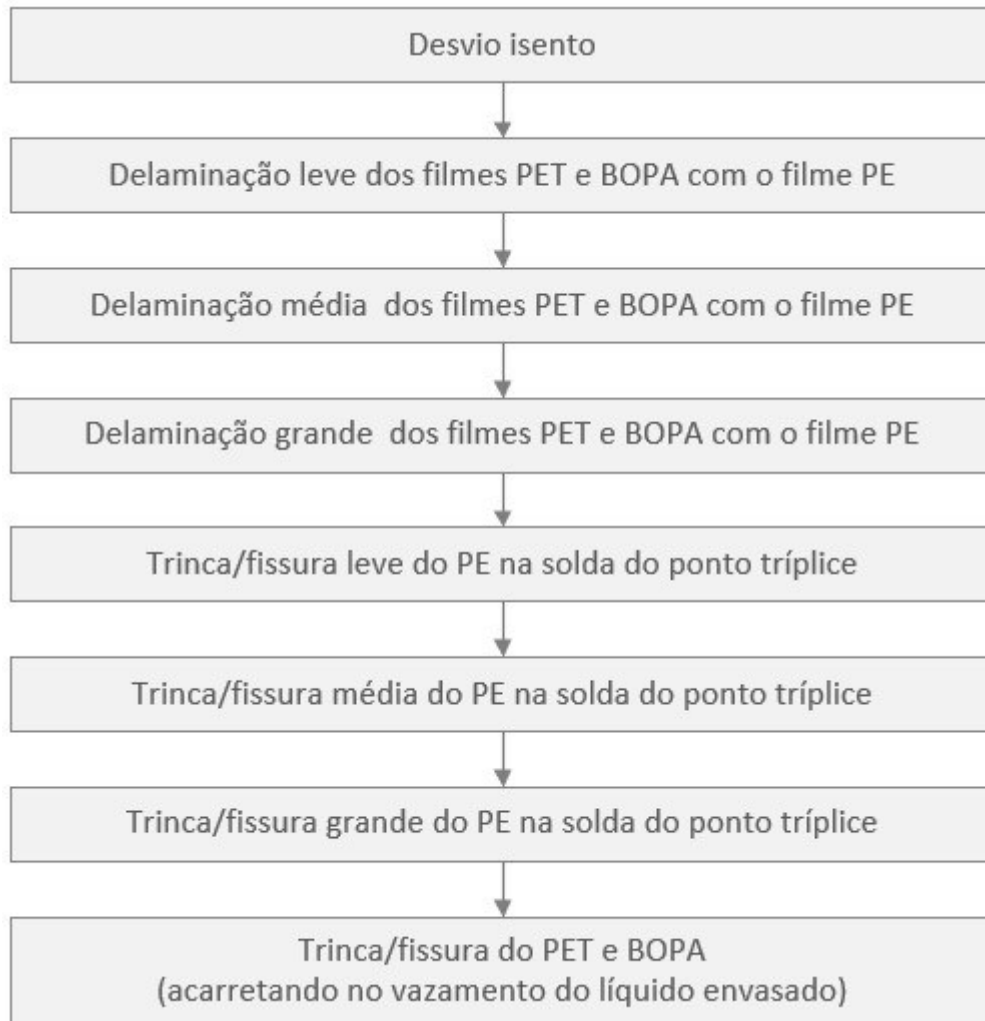 Desvio isento
Delaminação leve dos filmes PET e BOPA com o filme PE
Delaminação média dos filmes PET e BOPA com o filme PE
Delaminação grande dos filmes PET e BOPA com o filme PE
Trinca/fissura leve do PE na solda do ponto tríplice
Trinca/fissura média do PE na solda do ponto tríplice
Trinca/fissura grande do PE na solda do ponto tríplice
Trinca/fissura do PET e BOPA
(acarretando no vazamento do líquido envasado)